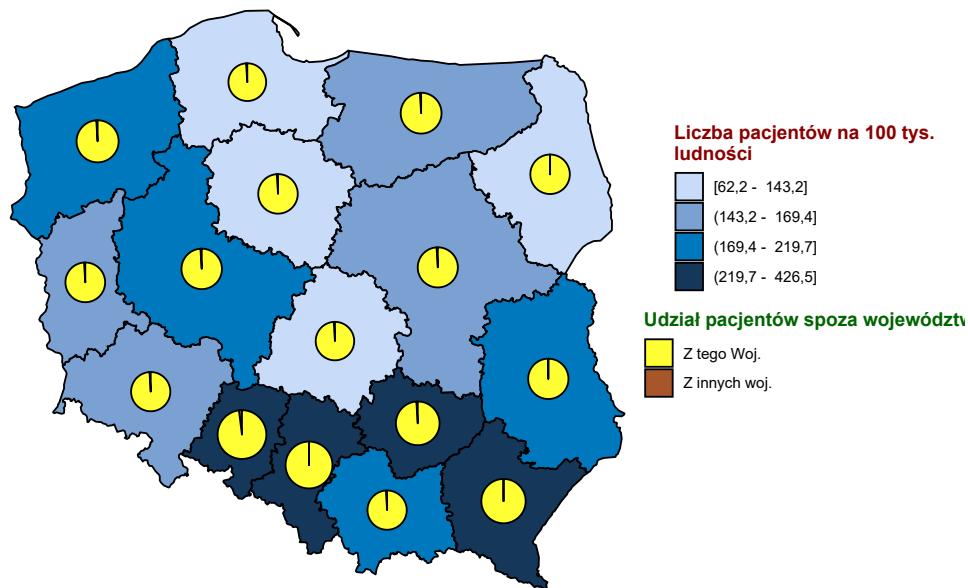 Liczba pacjentów na 100 tys.
ludności
[62,2 - 143,2]
(143,2 - 169,4]
(169,4 - 219,7]
(219,7 - 426,5]
Udział pacjentów spoza województw
Z tego Woj.
Z innych woj.